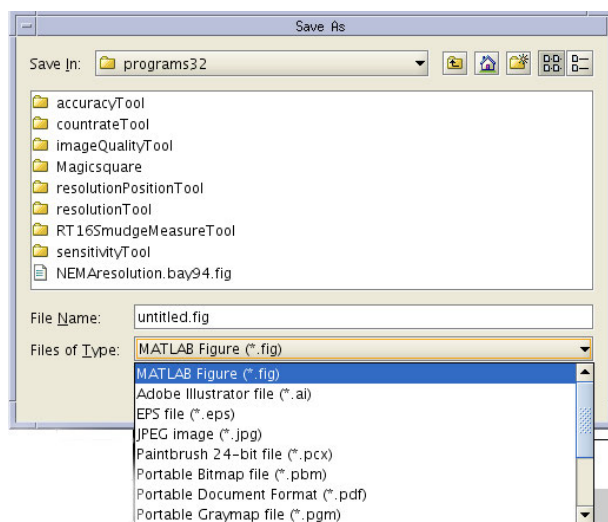 Save As
Save In: programs32
accuracyTool
countrateTool
imageQualityTool
Magicsquare
resolutionPositionTool
resolutionTool
RT16SmudgeMeasureTool
sensitivityTool
NEMAresolution.bay94.fig
File Name: untitled.fig
Files of Type: MATLAB Figure (*.fig)
MATLAB Figure (*.fig)
Adobe Illustrator file (*.ai)
EPS file (*.eps)
JPEG image (*.jpg)
Paintbrush 24-bit file (*.pcx)
Portable Bitmap file (*.pbm)
Portable Document Format (*.pdf)
Portable Graymap file (*.pgm)